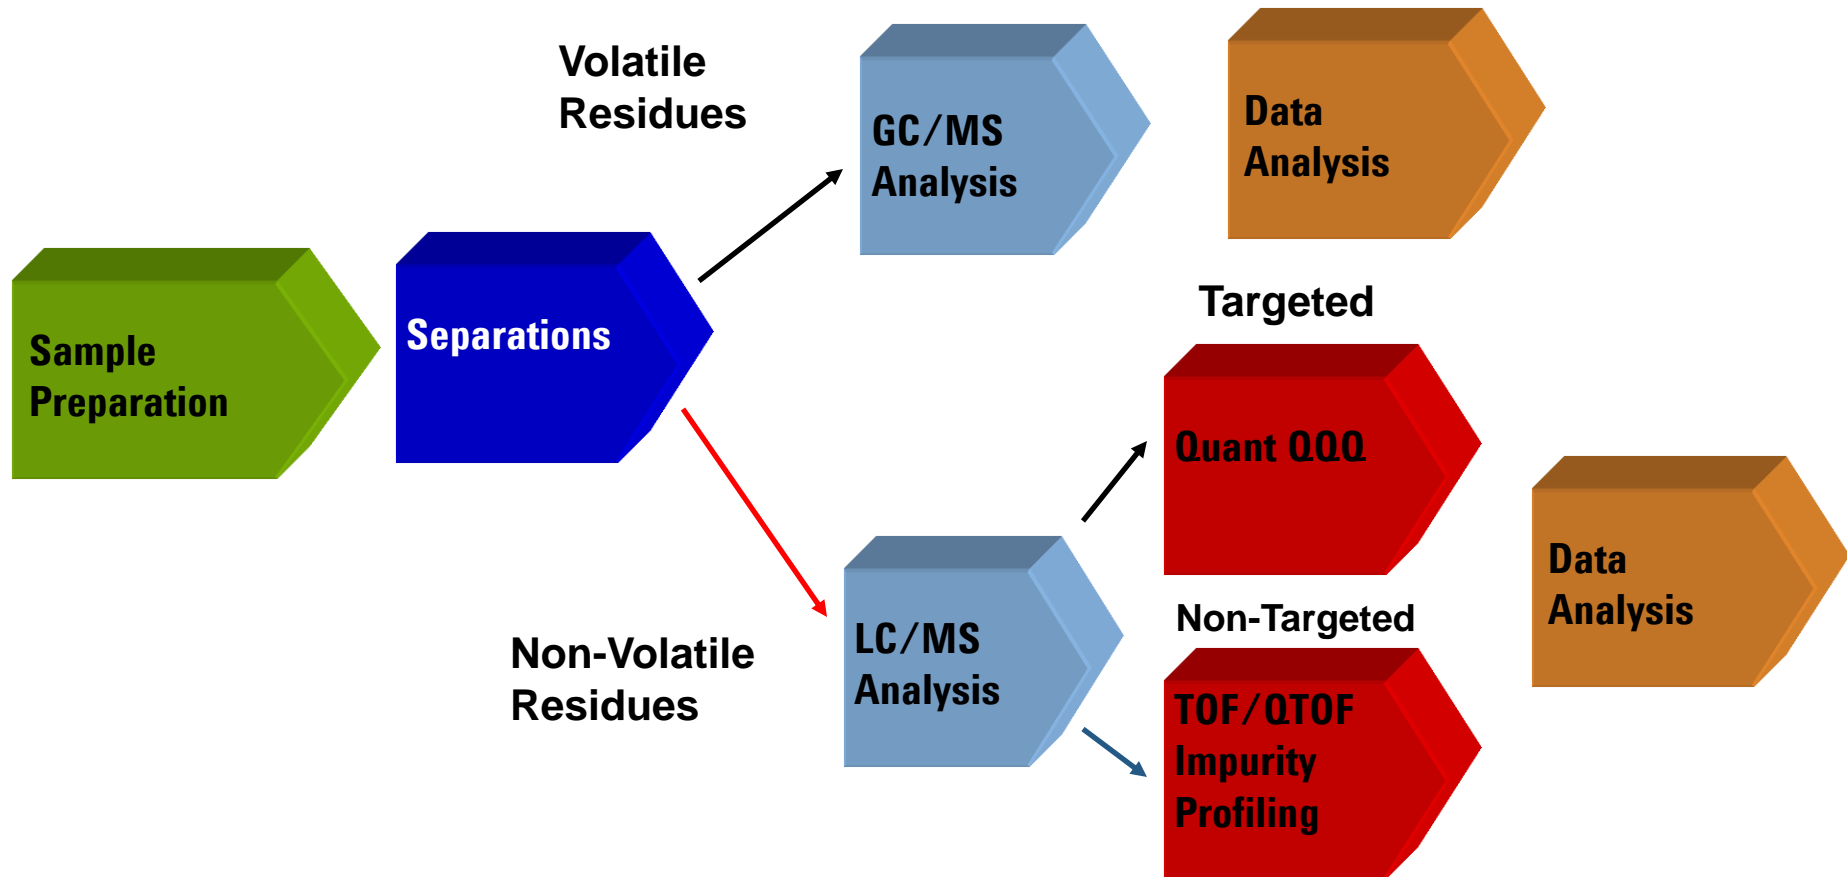 Volatile
Residues
GC/MS
Analysis
Data
Analysis
Sample
Preparation
Separations
Targeted
Quant QQQ
Non-Volatile
Residues
LC/MS
Analysis
Non-Targeted
TOF/QTOF
Impurity
Profiling
Data
Analysis